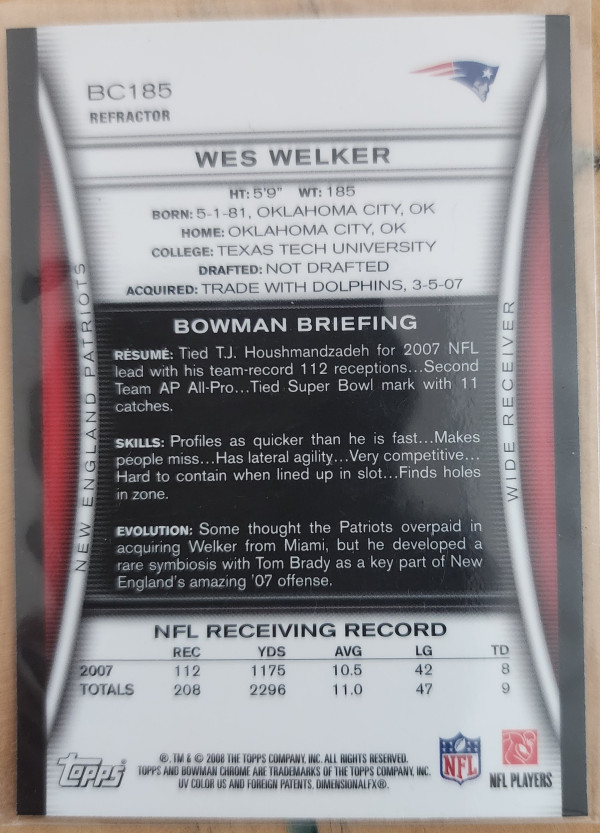 BC185
REFRACTOR
WES WELKER
HT: 5'9" WT: 185
BORN: 5-1-81, OKLAHOMA CITY, OK
HOME: OKLAHOMA CITY, OK
COLLEGE: TEXAS TECH UNIVERSITY
DRAFTED: NOT DRAFTED
ACQUIRED: TRADE WITH DOLPHINS, 3-5-07
NEW ENGLAND PATRIOTS
BOWMAN BRIEFING
RÉSUMÉ: Tied T.J. Houshmandzadeh for 2007 NFL
lead with his team-record 112 receptions...Second
Team AP All-Pro...Tied Super Bowl mark with 11
catches.
SKILLS: Profiles as quicker than he is fast...Makes
people miss...Has lateral agility...Very competitive...
Hard to contain when lined up in slot...Finds holes
in zone.
EVOLUTION: Some thought the Patriots overpaid in
acquiring Welker from Miami, but he developed a
rare symbiosis with Tom Brady as a key part of New
England's amazing '07 offense.
WIDE RECEIVER
NFL RECEIVING RECORD
REC YDS AVG LG TD
2007 112 1175 10.5 42 8
TOTALS 208 2296 11.0 47 9
Topps
®, TM & © 2008 THE TOPPS COMPANY, INC. ALL RIGHTS RESERVED.
TOPPS AND BOWMAN CHROME ARE TRADEMARKS OF THE TOPPS COMPANY, INC.
UV COLOR US AND FOREIGN PATENTS, DIMENSIONALFX®.
NFL
NFL PLAYERS